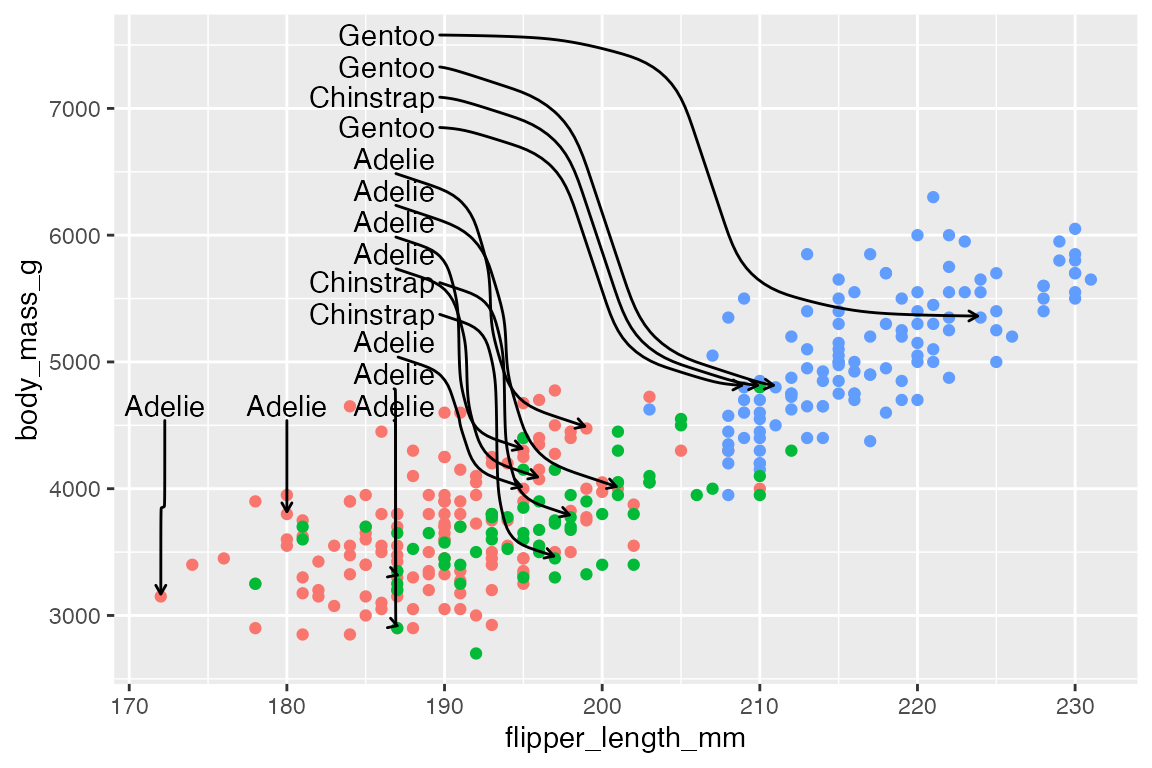 Gentoo
Gentoo
Chinstrap
Gentoo
Adelie
Adelie
Adelie
Adelie
Chinstrap
Chinstrap
Adelie
Adelie
Adelie Adelie Adelie
7000
6000
5000
4000
3000
body_mass_g
170 180 190 200 210 220 230
flipper_length_mm